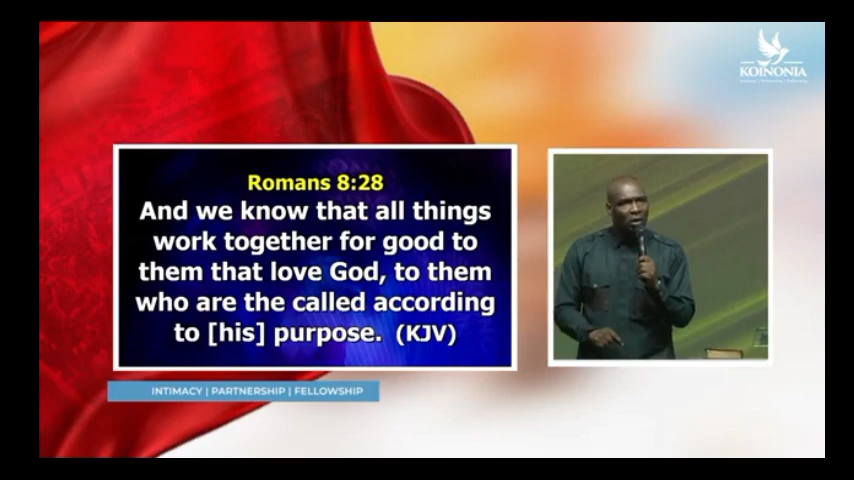 KOINONIA
Romans 8:28
And we know that all things
work together for good to
them that love God, to them
who are the called according
to [his] purpose. (KJV)
INTIMACY | PARTNERSHIP | FELLOWSHIP